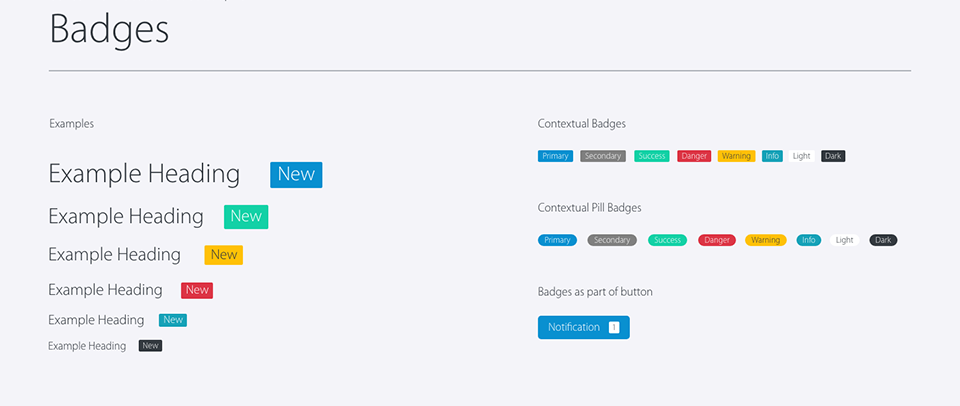 Badges
Examples
Example Heading New
Example Heading New
Example Heading New
Example Heading New
Example Heading New
Example Heading New
Contextual Badges
Primary Secondary Success Danger Warning Info Light Dark
Contextual Pill Badges
Primary Secondary Success Danger Warning Info Light Dark
Badges as part of button
Notification 1